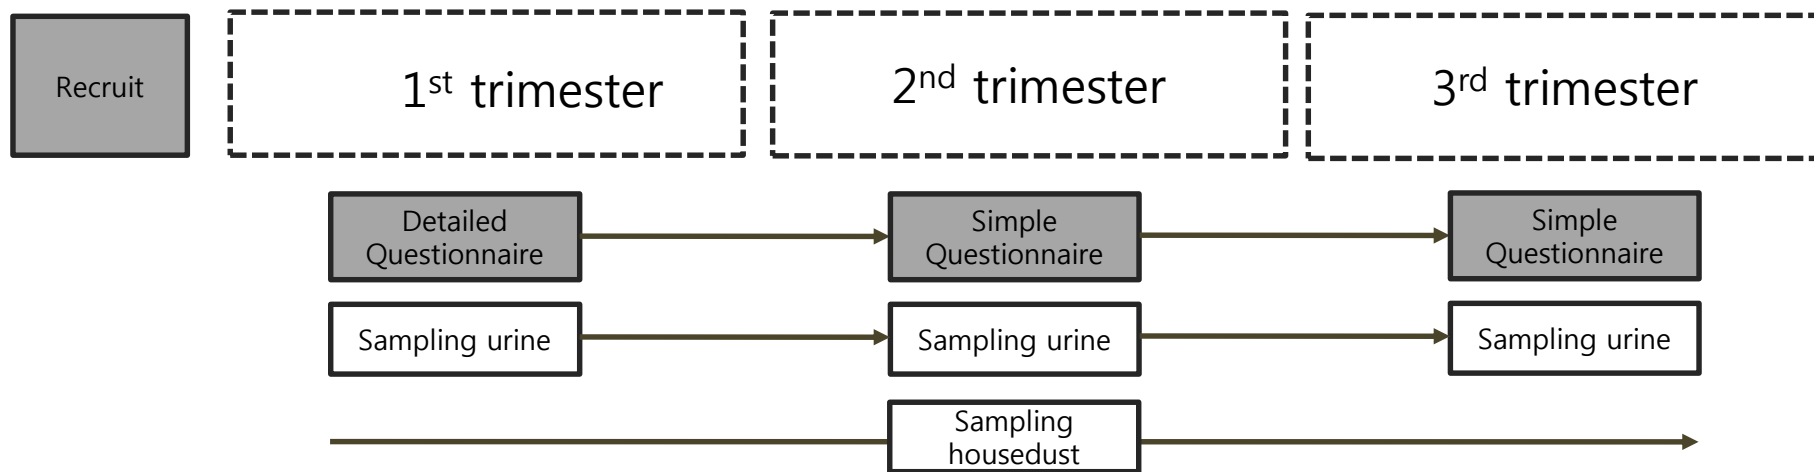 Recruit
1st trimester
2nd trimester
3rd trimester
Detailed
Questionnaire
Simple
Questionnaire
Simple
Questionnaire
Sampling urine
Sampling urine
Sampling urine
Sampling
housedust